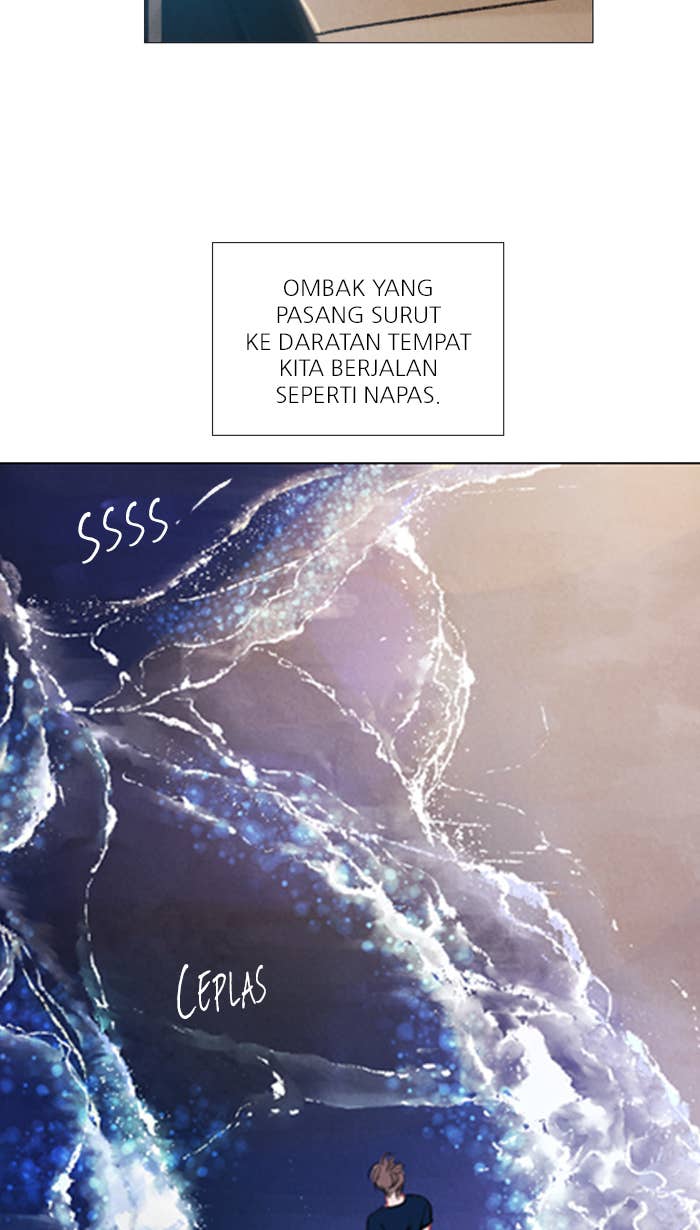 OMBAK YANG
PASANG SURUT
KE DARATAN TEMPAT
KITA BERJALAN
SEPERTI NAPAS.
SSSS
CEPLAS